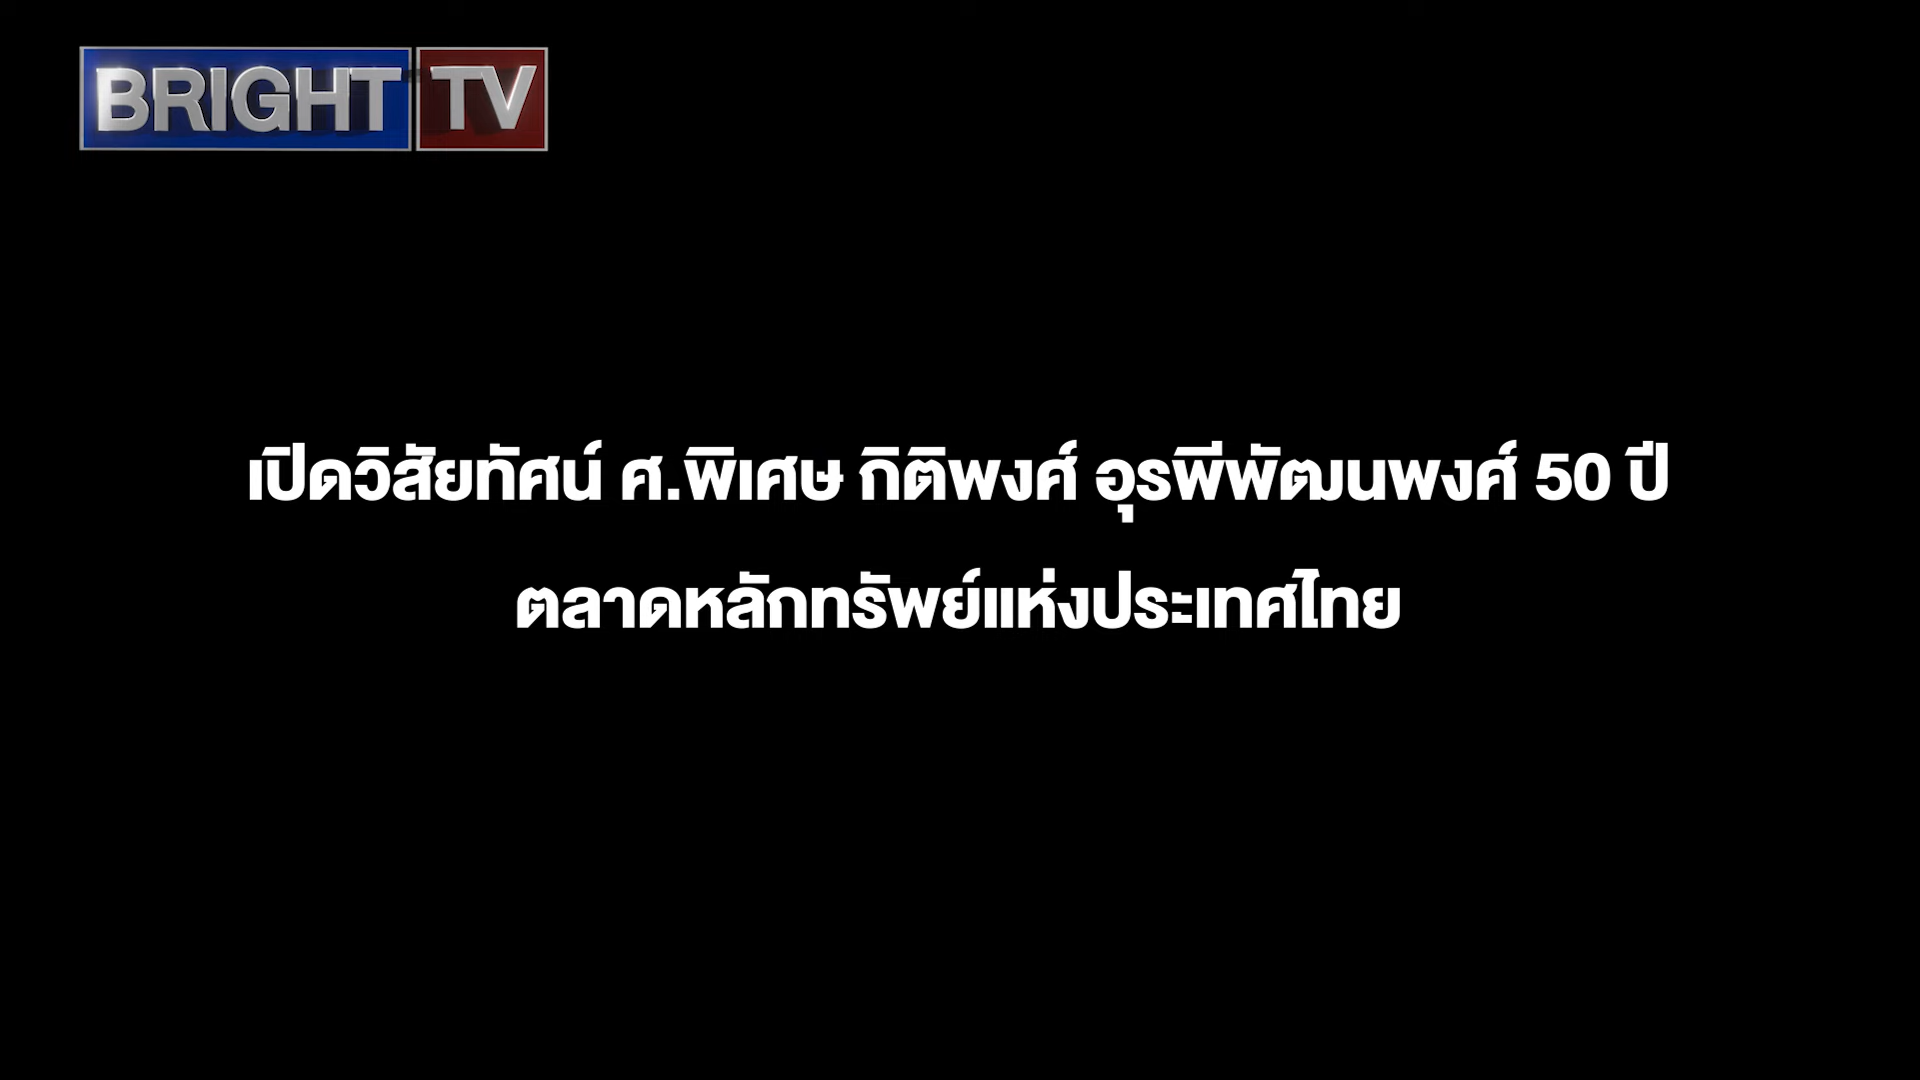 BRIGHT TV
เปิดวิสัยทัศน์ ศ.พิเศษ กิติพงศ์ อุรพีพัฒนพงศ์ 50 ปี
ตลาดหลักทรัพย์แห่งประเทศไทย